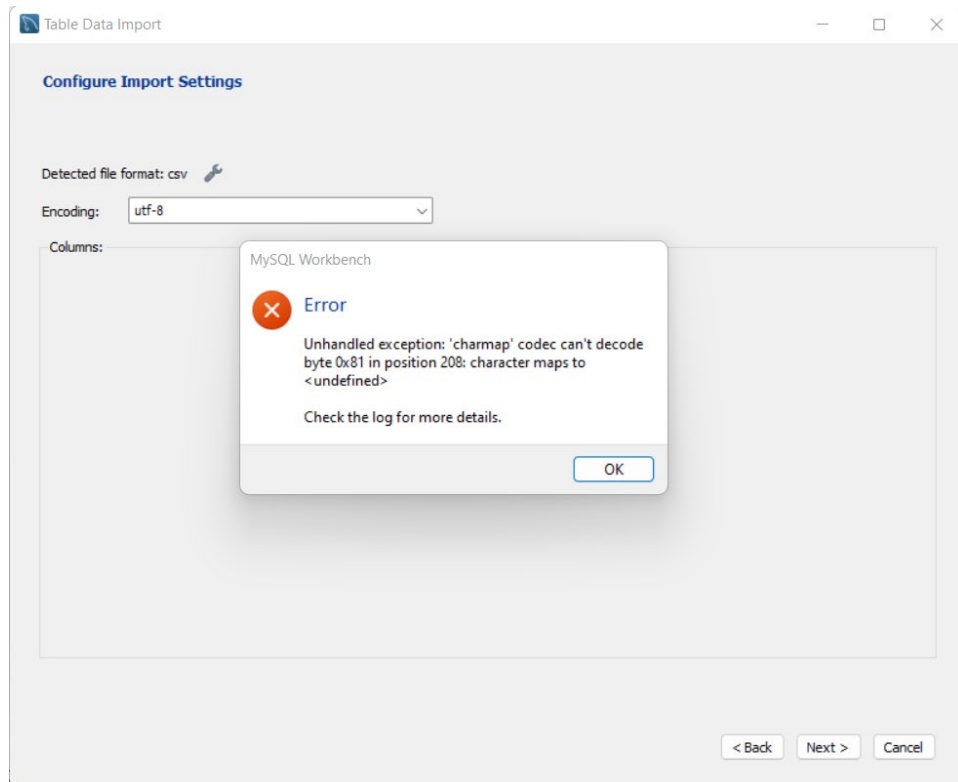 Table Data Import
Configure Import Settings
Detected file format: csv
Encoding: utf-8
Columns:
MySQL Workbench
Error
Unhandled exception: 'charmap' codec can't decode
byte 0x81 in position 208: character maps to
<undefined>
Check the log for more details.
OK
< Back Next > Cancel